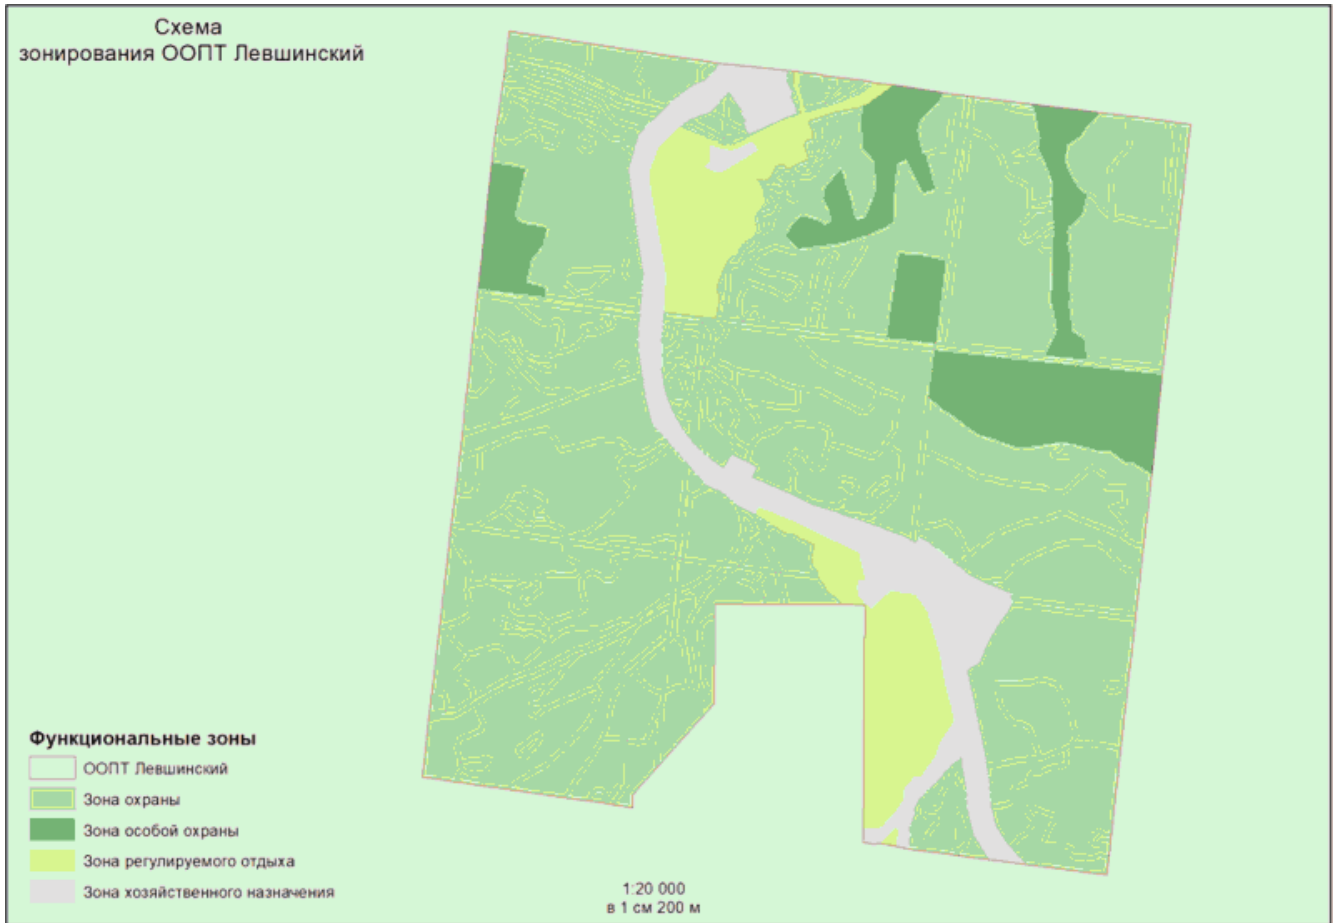 Схема
зонирования ООПТ Левшинский
Функциональные зоны
ООПТ Левшинский
Зона охраны
Зона особой охраны
Зона регулируемого отдыха
Зона хозяйственного назначения
1:20 000
в 1 см 200 м